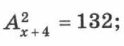 A²ₓ₊₄ = 132;